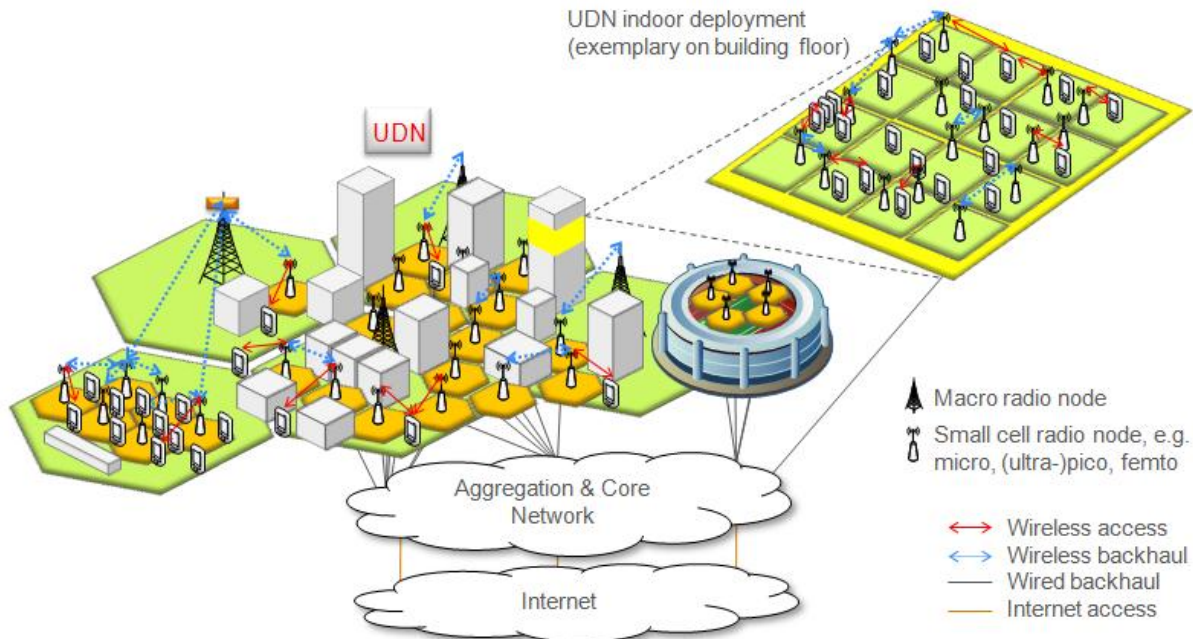 UDN indoor deployment
(exemplary on building floor)
UDN
Macro radio node
Small cell radio node, e.g.
micro, (ultra-)pico, femto
Aggregation & Core
Network
Wireless access
Wireless backhaul
Wired backhaul
Internet access
Internet